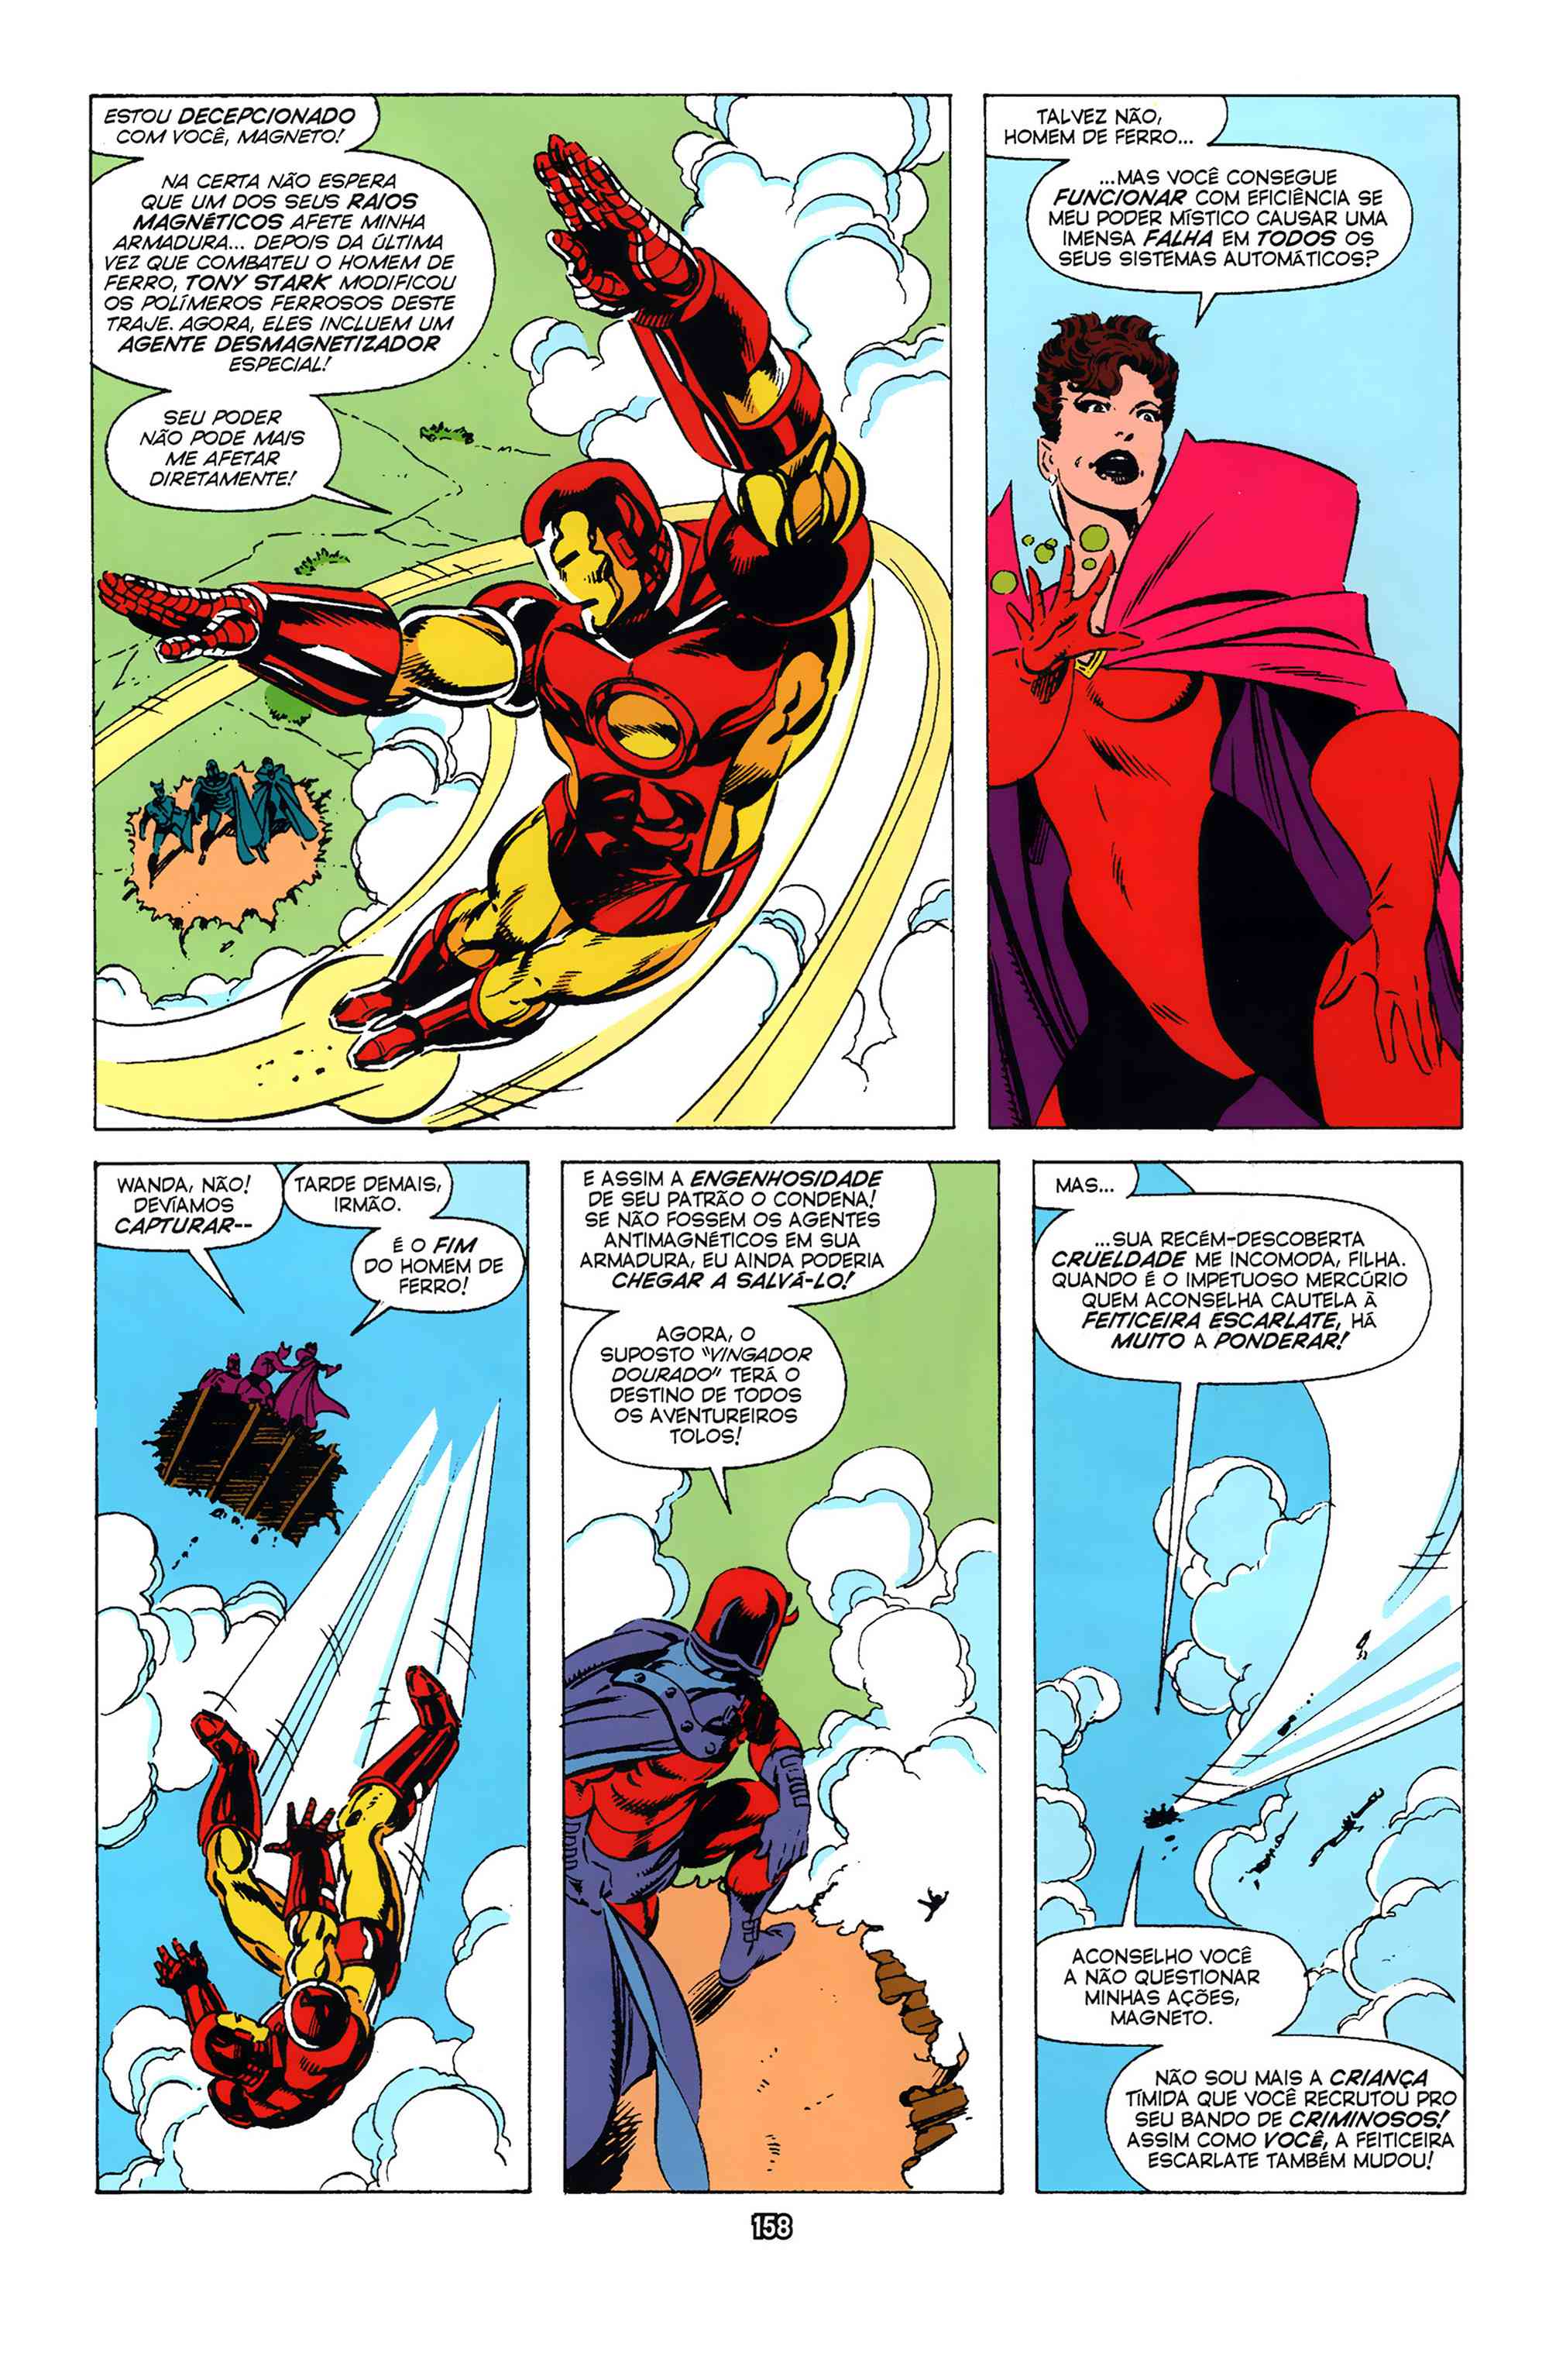 ESTOU DECEPCIONADO
COM VOCÊ, MAGNETO!
NA CERTA NÃO ESPERA
QUE UM DOS SEUS RAIOS
MAGNÉTICOS AFETE MINHA
ARMADURA... DEPOIS DA ÚLTIMA
VEZ QUE COMBATEU O HOMEM DE
FERRO, TONY STARK MODIFICOU
OS POLÍMEROS FERROSOS DESTE
TRAJE. AGORA, ELES INCLUEM UM
AGENTE DESMAGNETIZADOR
ESPECIAL!
SEU PODER
NÃO PODE MAIS
ME AFETAR
DIRETAMENTE!
TALVEZ NÃO,
HOMEM DE FERRO...
...MAS VOCÊ CONSEGUE
FUNCIONAR COM EFICIÊNCIA SE
MEU PODER MÍSTICO CAUSAR UMA
IMENSA FALHA EM TODOS OS
SEUS SISTEMAS AUTOMÁTICOS?
WANDA, NÃO!
DEVÍAMOS
CAPTURAR--
TARDE DEMAIS,
IRMÃO.
É O FIM
DO HOMEM DE
FERRO!
E ASSIM A ENGENHOSIDADE
DE SEU PATRÃO O CONDENA!
SE NÃO FOSSEM OS AGENTES
ANTIMAGNÉTICOS EM SUA
ARMADURA, EU AINDA PODERIA
CHEGAR A SALVÁ-LO!
AGORA, O
SUPOSTO "VINGADOR
DOURADO" TERÁ O
DESTINO DE TODOS
OS AVENTUREIROS
TOLOS!
MAS...
...SUA RECÉM-DESCOBERTA
CRUELDADE ME INCOMODA, FILHA.
QUANDO É O IMPETUOSO MERCÚRIO
QUEM ACONSELHA CAUTELA À
FEITICEIRA ESCARLATE, HÁ
MUITO A PONDERAR!
ACONSELHO VOCÊ
A NÃO QUESTIONAR
MINHAS AÇÕES,
MAGNETO.
NÃO SOU MAIS A CRIANÇA
TÍMIDA QUE VOCÊ RECRUTOU PRO
SEU BANDO DE CRIMINOSOS!
ASSIM COMO VOCÊ, A FEITICEIRA
ESCARLATE TAMBÉM MUDOU!
158